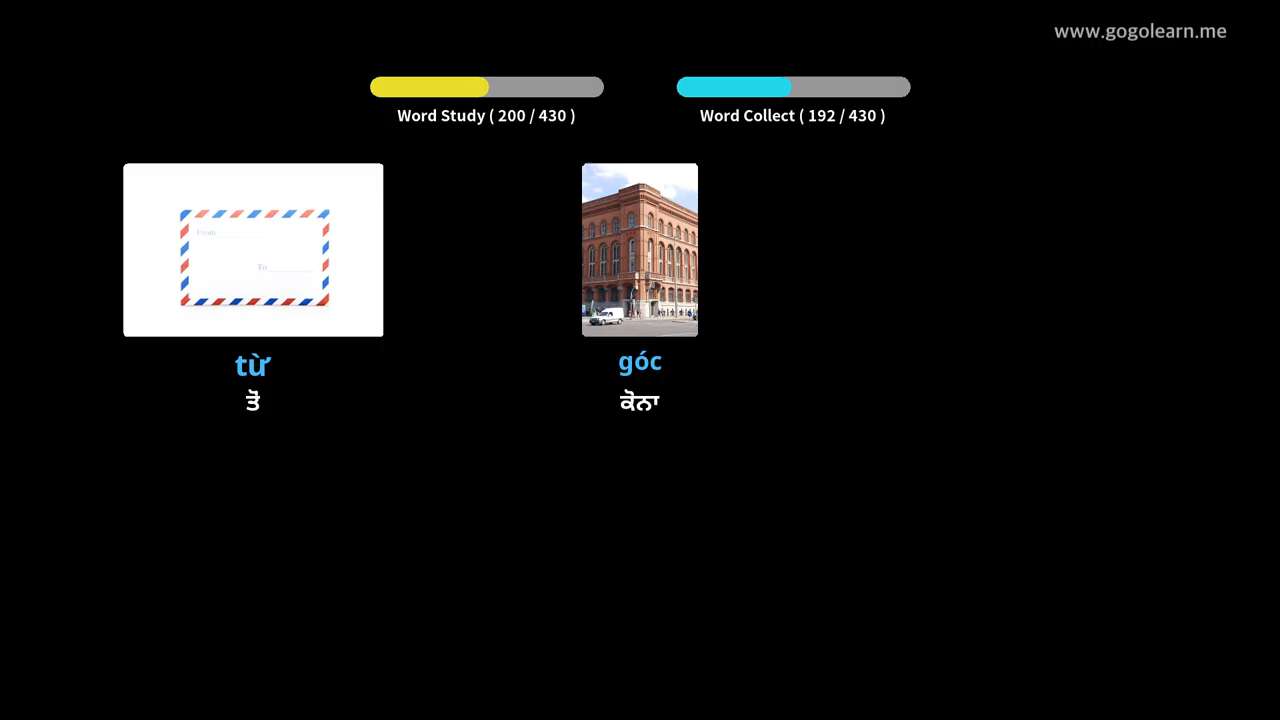 www.gogolearn.me
Word Study ( 200 / 430 )
Word Collect ( 192 / 430 )
From
To
từ
góc
ਤੋਂ
ਕੋਨਾ